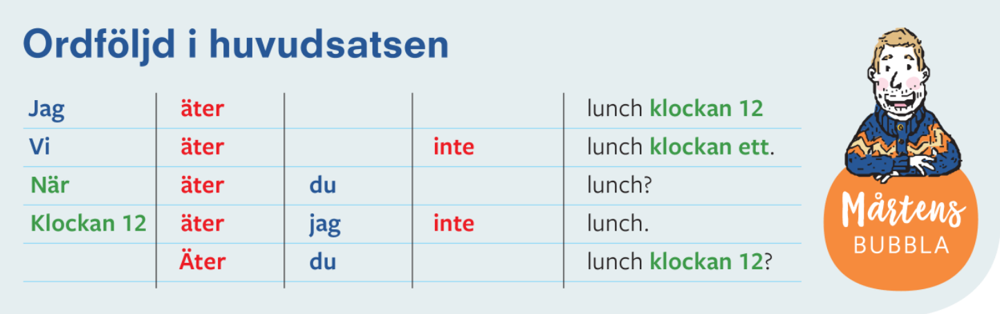 Ordföljd i huvudsatsen
Jag äter lunch klockan 12
Vi äter inte lunch klockan ett.
När äter du lunch?
Klockan 12 äter jag inte lunch.
Äter du lunch klockan 12?
Mårtens
BUBBLA